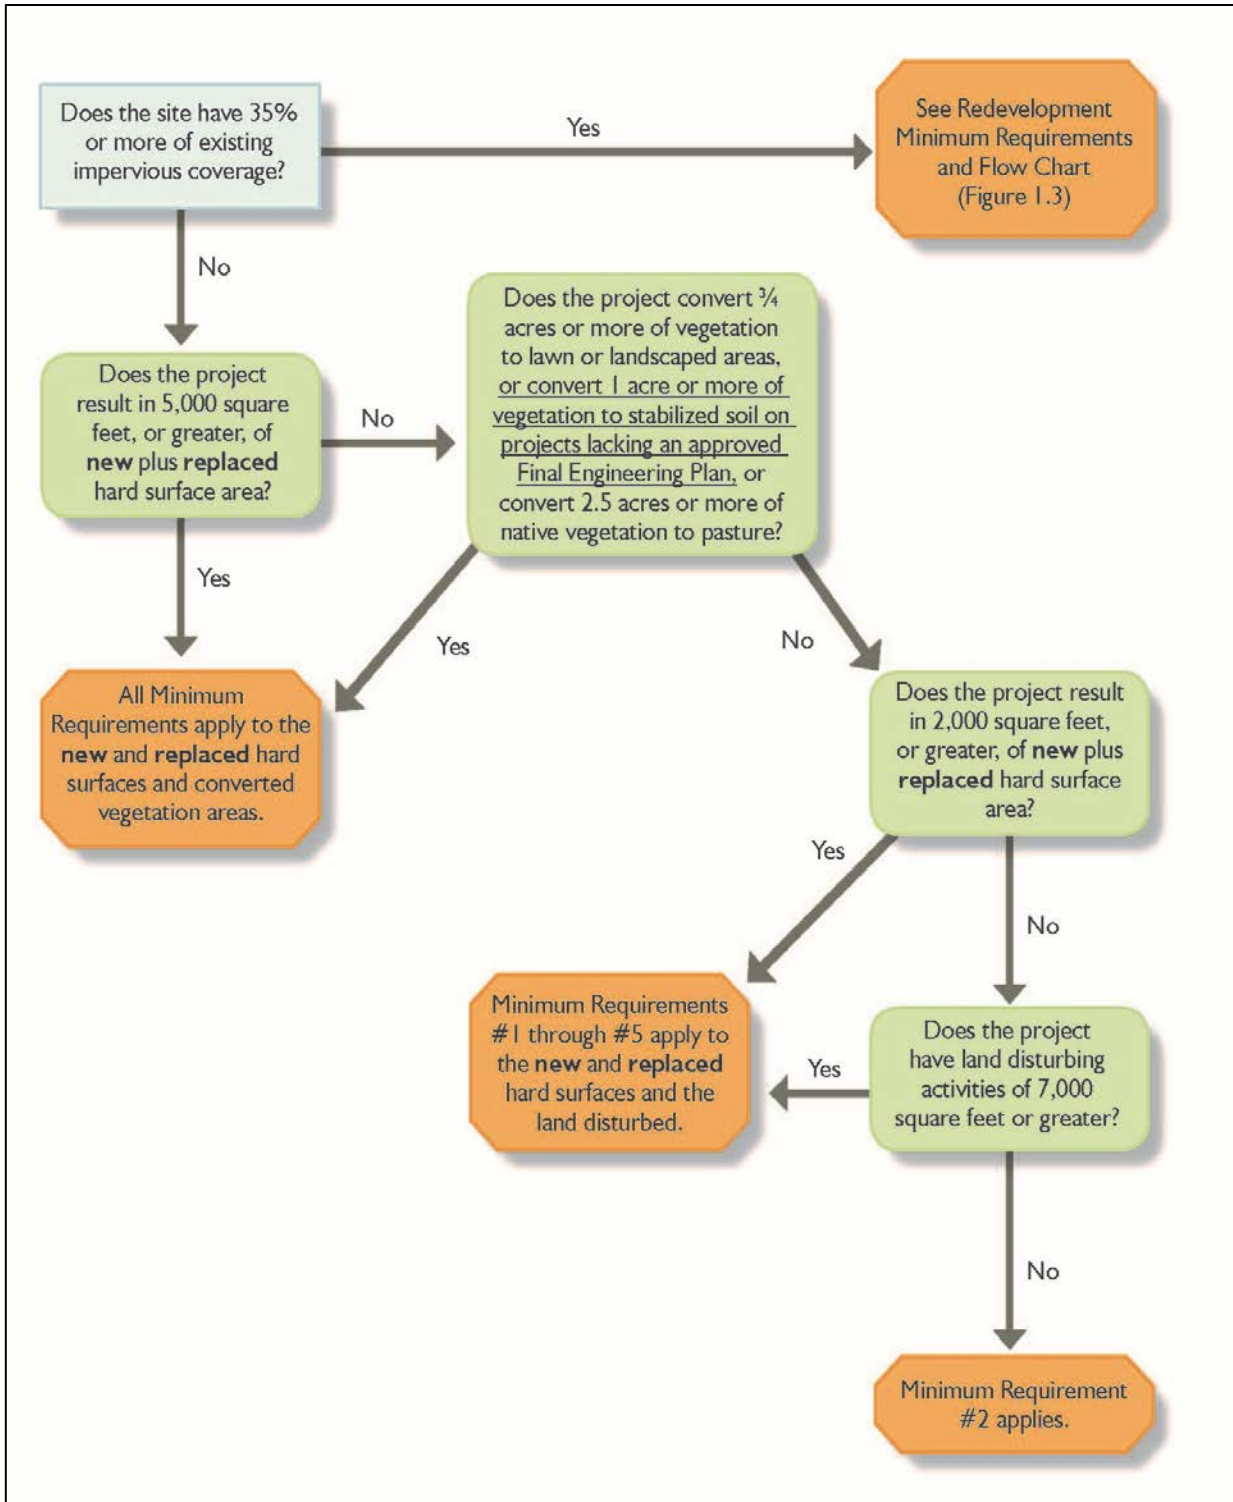 Does the site have 35%
or more of existing
impervious coverage?
Yes
See Redevelopment
Minimum Requirements
and Flow Chart
(Figure 1.3)
No
Does the project
result in 5,000 square
feet, or greater, of
new plus replaced
hard surface area?
No
Does the project convert ¾
acres or more of vegetation
to lawn or landscaped areas,
or convert 1 acre or more of
vegetation to stabilized soil on
projects lacking an approved
Final Engineering Plan, or
convert 2.5 acres or more of
native vegetation to pasture?
Yes
Yes
No
All Minimum
Requirements apply to the
new and replaced hard
surfaces and converted
vegetation areas.
Does the project result
in 2,000 square feet,
or greater, of new plus
replaced hard surface
area?
Yes
No
Minimum Requirements
#1 through #5 apply to
the new and replaced
hard surfaces and the
land disturbed.
Yes
Does the project
have land disturbing
activities of 7,000
square feet or greater?
No
Minimum Requirement
#2 applies.